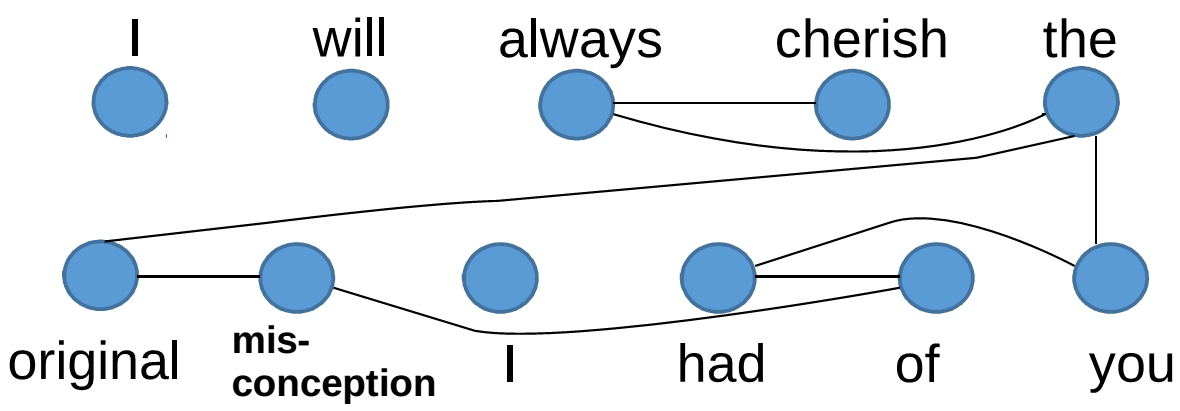 I will always cherish the
original mis-
conception I had of you